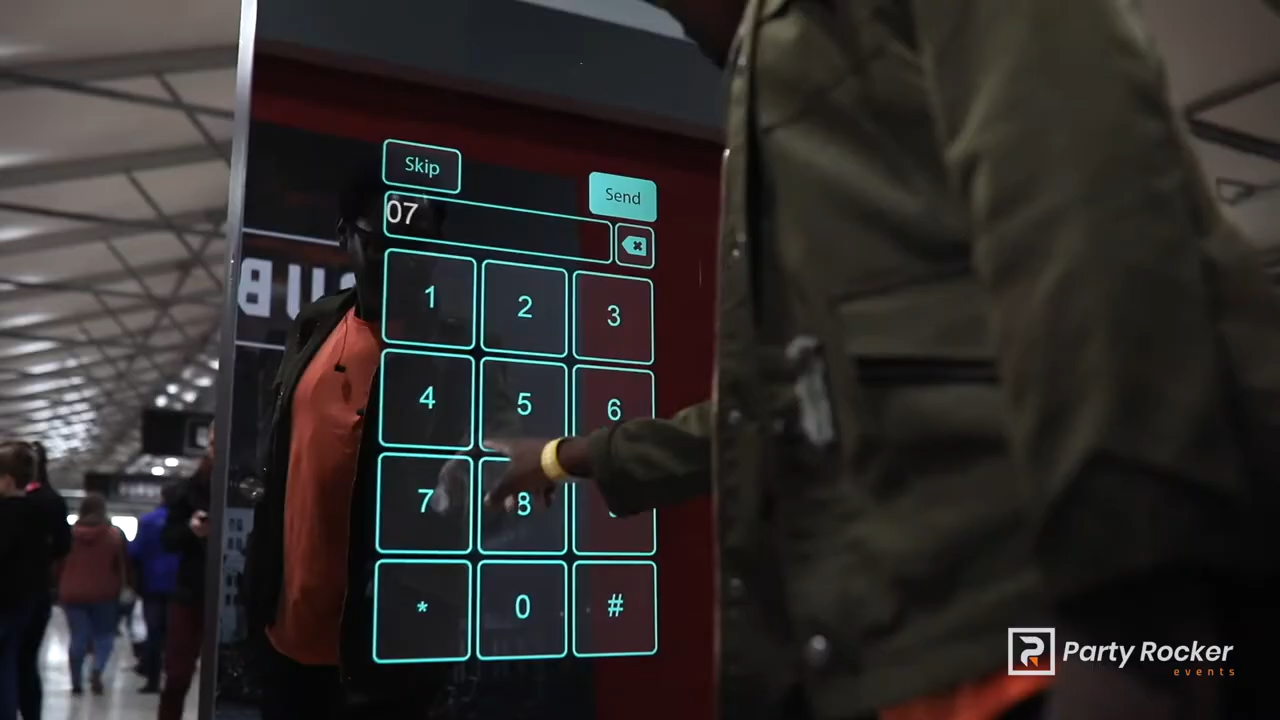 Skip
Send
07
1 2 3
4 5 6
7 8
* 0 #
Party Rocker
events